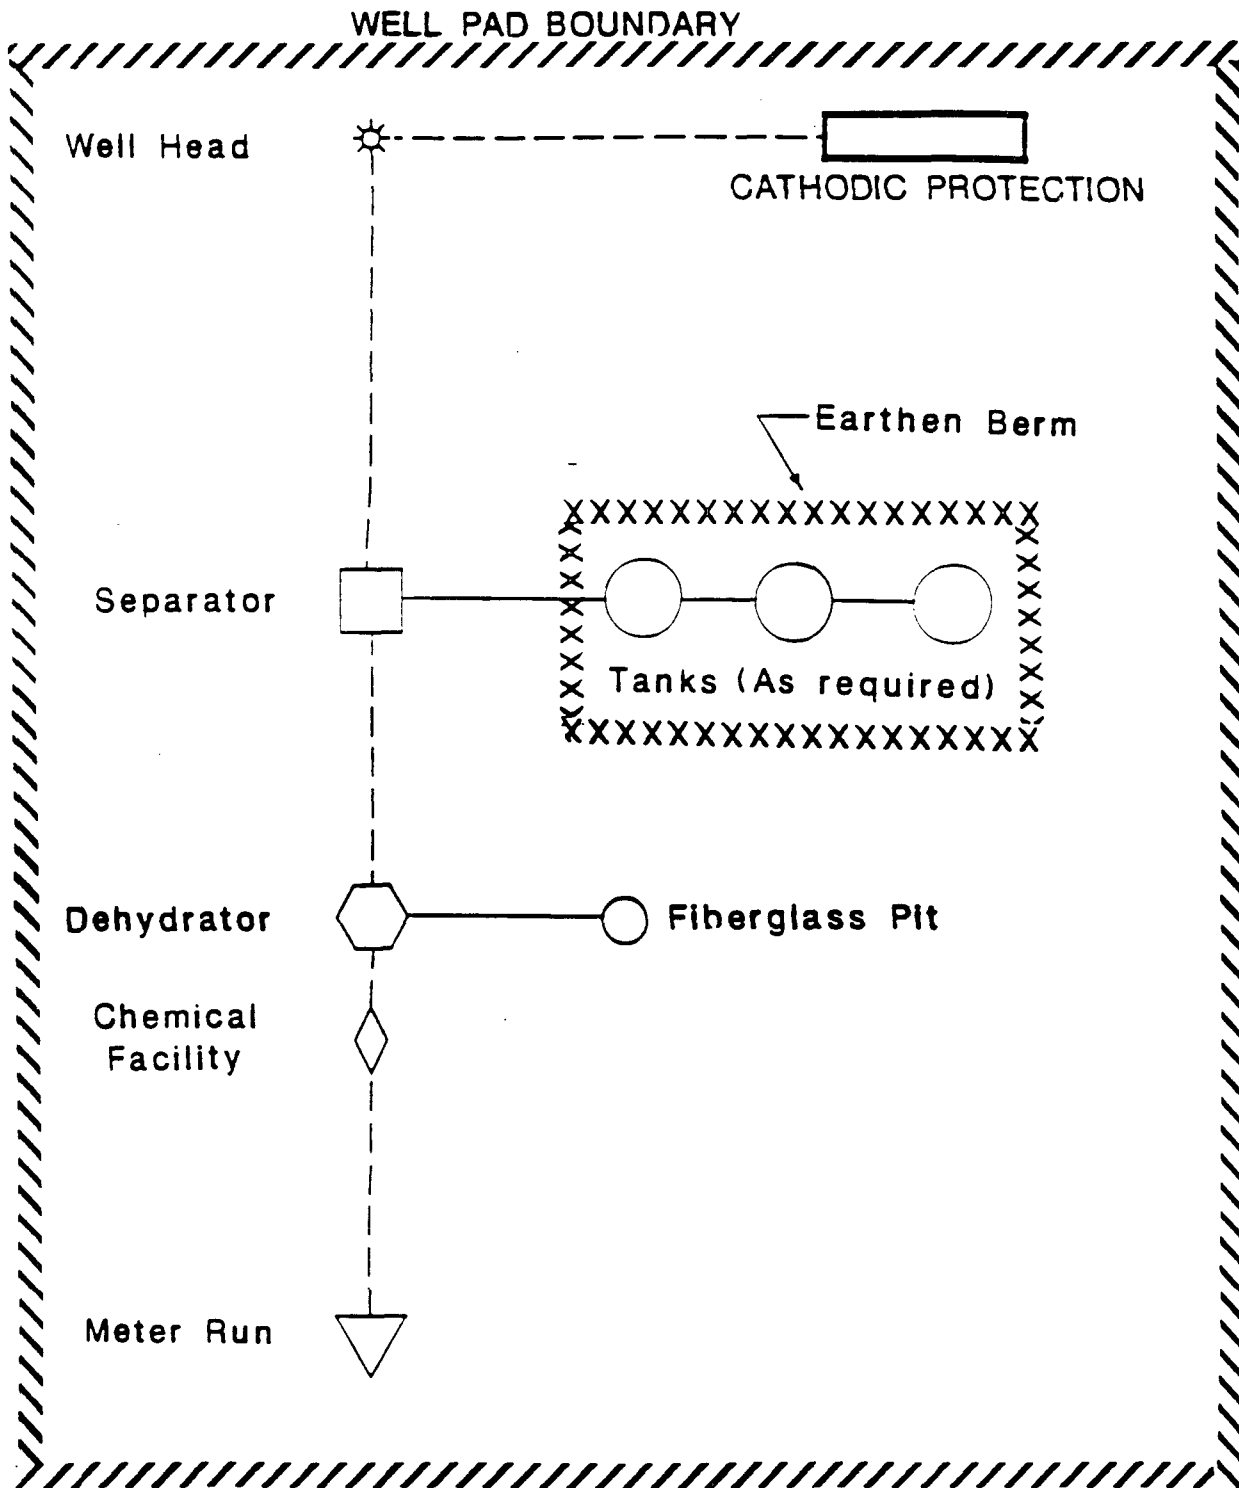 WELL PAD BOUNDARY
Well Head
CATHODIC PROTECTION
Earthen Berm
Separator
Tanks (As required)
Dehydrator
Fiberglass Pit
Chemical
Facility
Meter Run